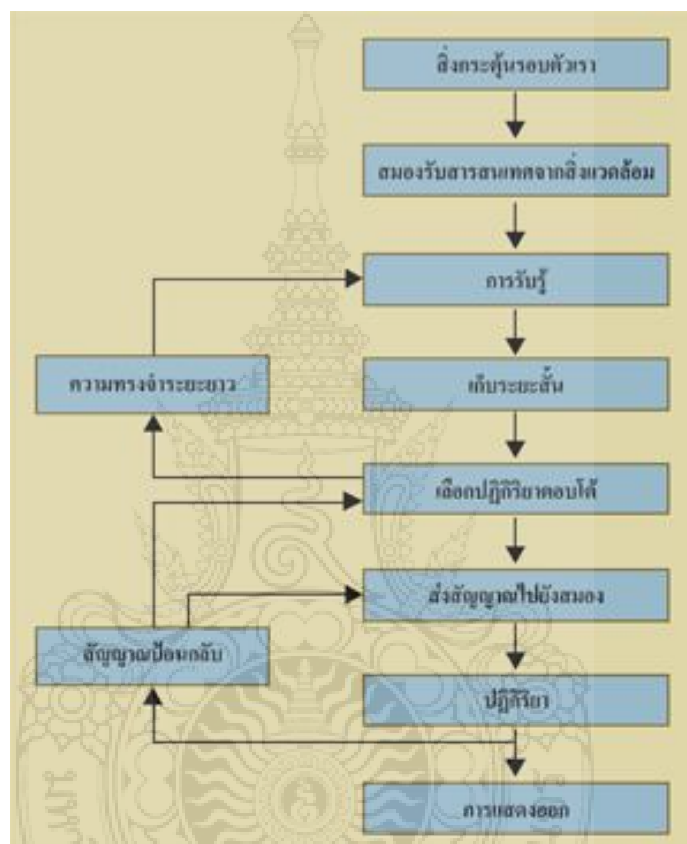 สิ่งกระตุ้นรอบตัวเรา
สมองรับสารสนเทศจากสิ่งแวดล้อม
การรับรู้
ความทรงจำระยะยาว
เก็บระยะสั้น
เลือกปฏิกิริยาตอบโต้
ส่งสัญญาณไปยังสมอง
สัญญาณป้อนกลับ
ปฏิกิริยา
การแสดงออก